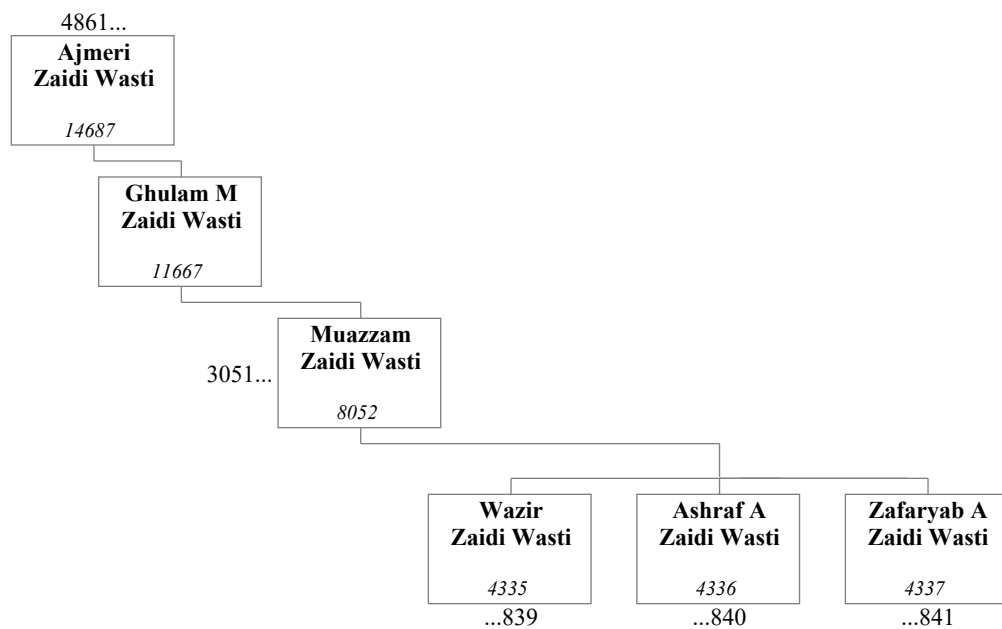 4861...
Ajmeri
Zaidi Wasti
14687
Ghulam M
Zaidi Wasti
11667
Muazzam
Zaidi Wasti
3051...
8052
Wazir
Zaidi Wasti
4335
...839
Ashraf A
Zaidi Wasti
4336
...840
Zafaryab A
Zaidi Wasti
4337
...841